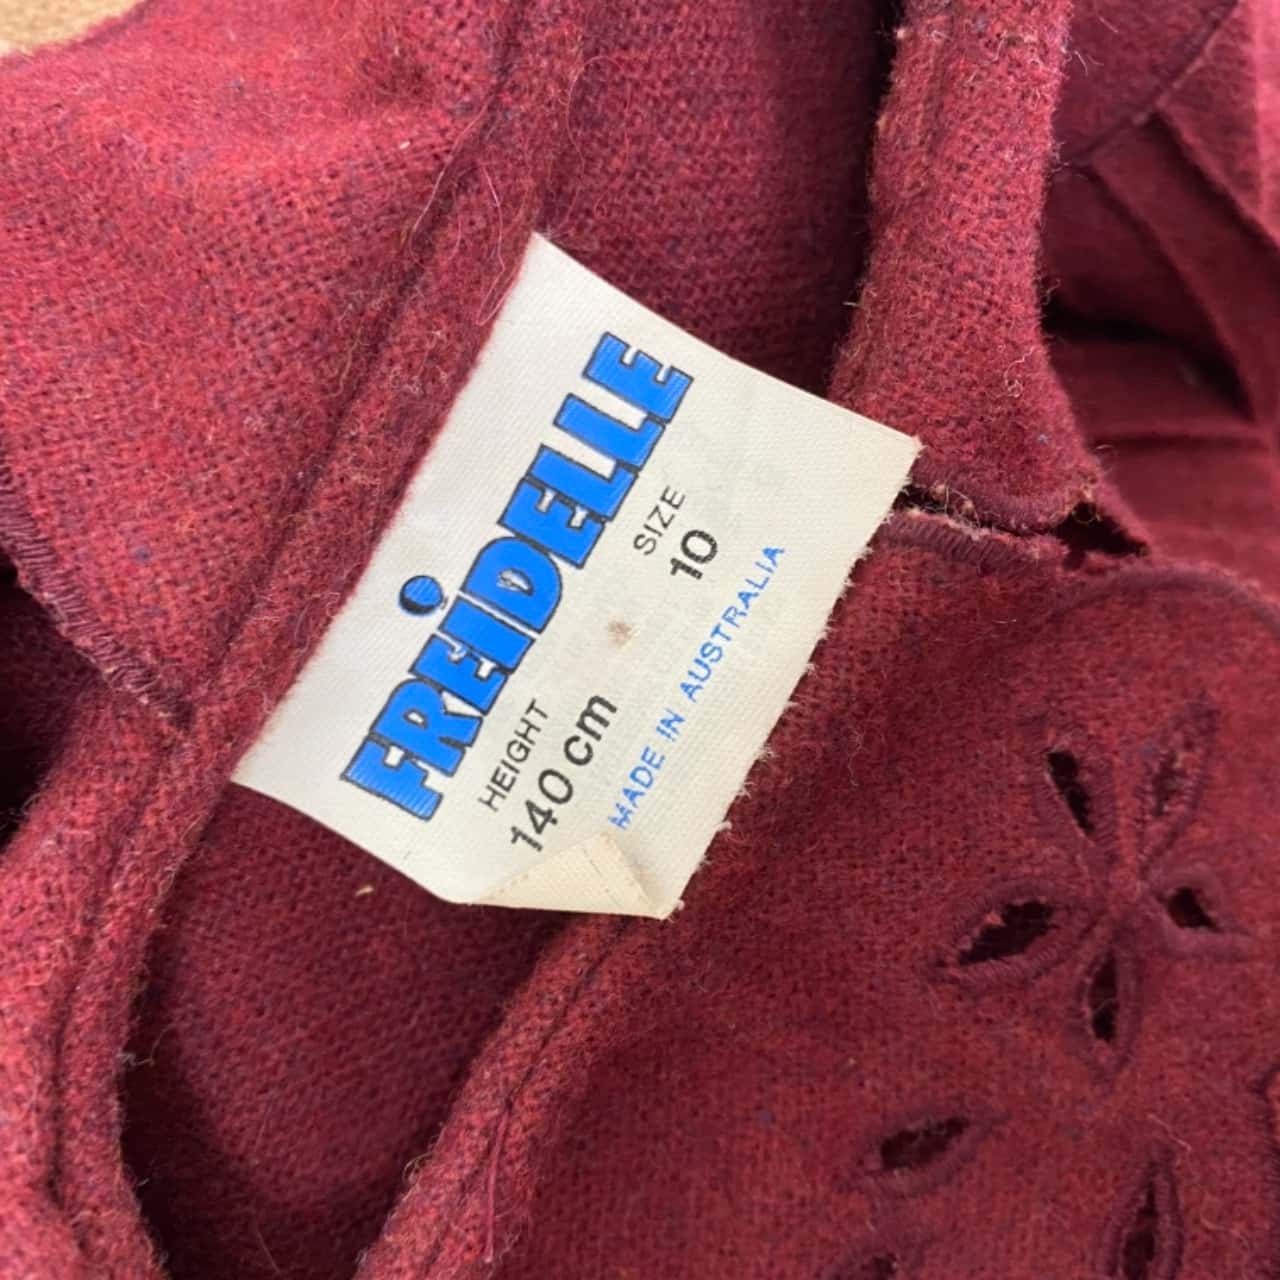 FREIDELLE
HEIGHT SIZE
140 cm 10
MADE IN AUSTRALIA